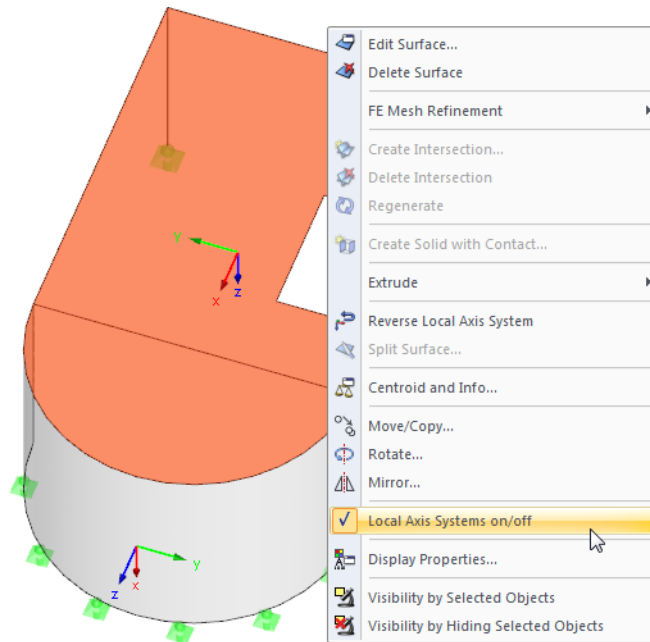 Edit Surface...
Delete Surface
FE Mesh Refinement
Create Intersection...
Delete Intersection
Regenerate
Create Solid with Contact...
Extrude
Reverse Local Axis System
Split Surface...
Centroid and Info...
Move/Copy...
Rotate...
Mirror...
Local Axis Systems on/off
Display Properties...
Visibility by Selected Objects
Visibility by Hiding Selected Objects
Y
X
Z
Y
Z
X